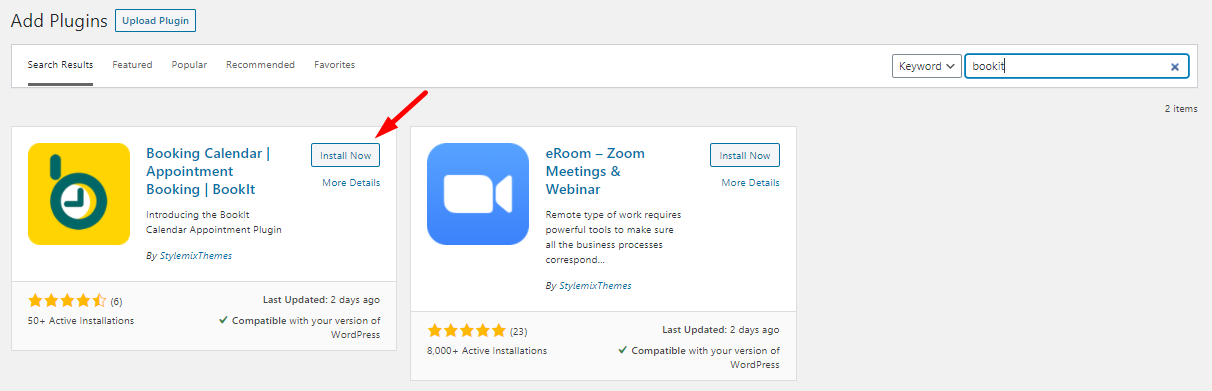 Add Plugins Upload Plugin
Search Results Featured Popular Recommended Favorites Keyword bookit
2 items
Booking Calendar |
Appointment
Booking | BookIt
Install Now
More Details
Introducing the BookIt
Calendar Appointment Plugin
By StylemixThemes
(6)
50+ Active Installations
Last Updated: 2 days ago
Compatible with your version of
WordPress
eRoom – Zoom
Meetings &
Webinar
Install Now
More Details
Remote type of work requires
powerful tools to make sure
all the business processes
correspond...
By StylemixThemes
(23)
8,000+ Active Installations
Last Updated: 2 days ago
Compatible with your version of
WordPress